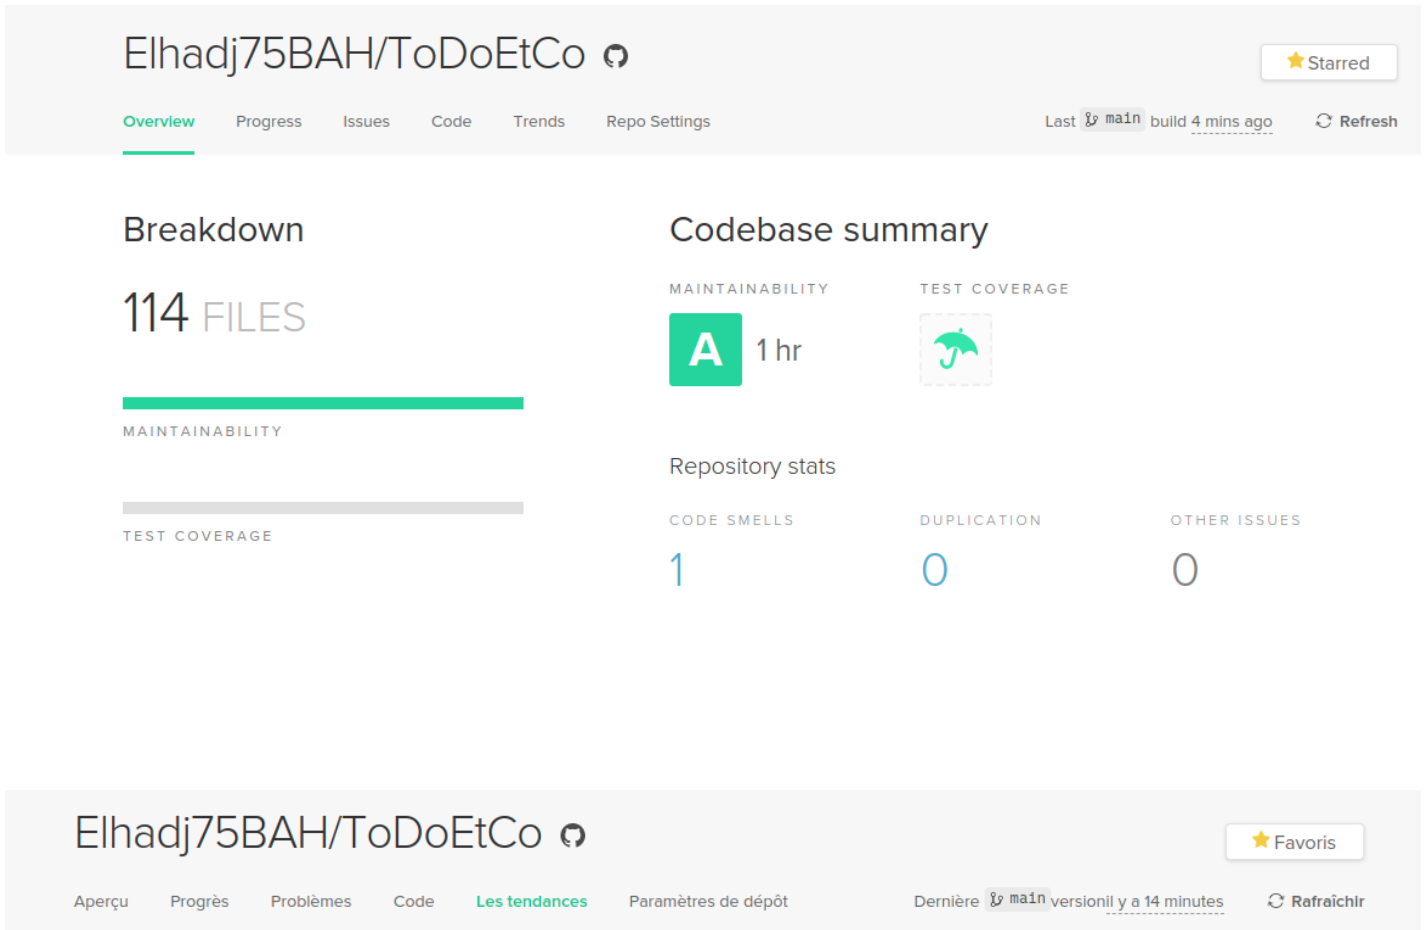 Elhadj75BAH/ToDoEtCo
Starred
Overview Progress Issues Code Trends Repo Settings
Last main build 4 mins ago Refresh
Breakdown
114 FILES
MAINTAINABILITY
TEST COVERAGE
Codebase summary
MAINTAINABILITY TEST COVERAGE
A 1 hr
Repository stats
CODE SMELLS DUPLICATION OTHER ISSUES
1 0 0
Elhadj75BAH/ToDoEtCo
Favoris
Aperçu Progrès Problèmes Code Les tendances Paramètres de dépôt
Dernière main versionil y a 14 minutes Rafraîchir